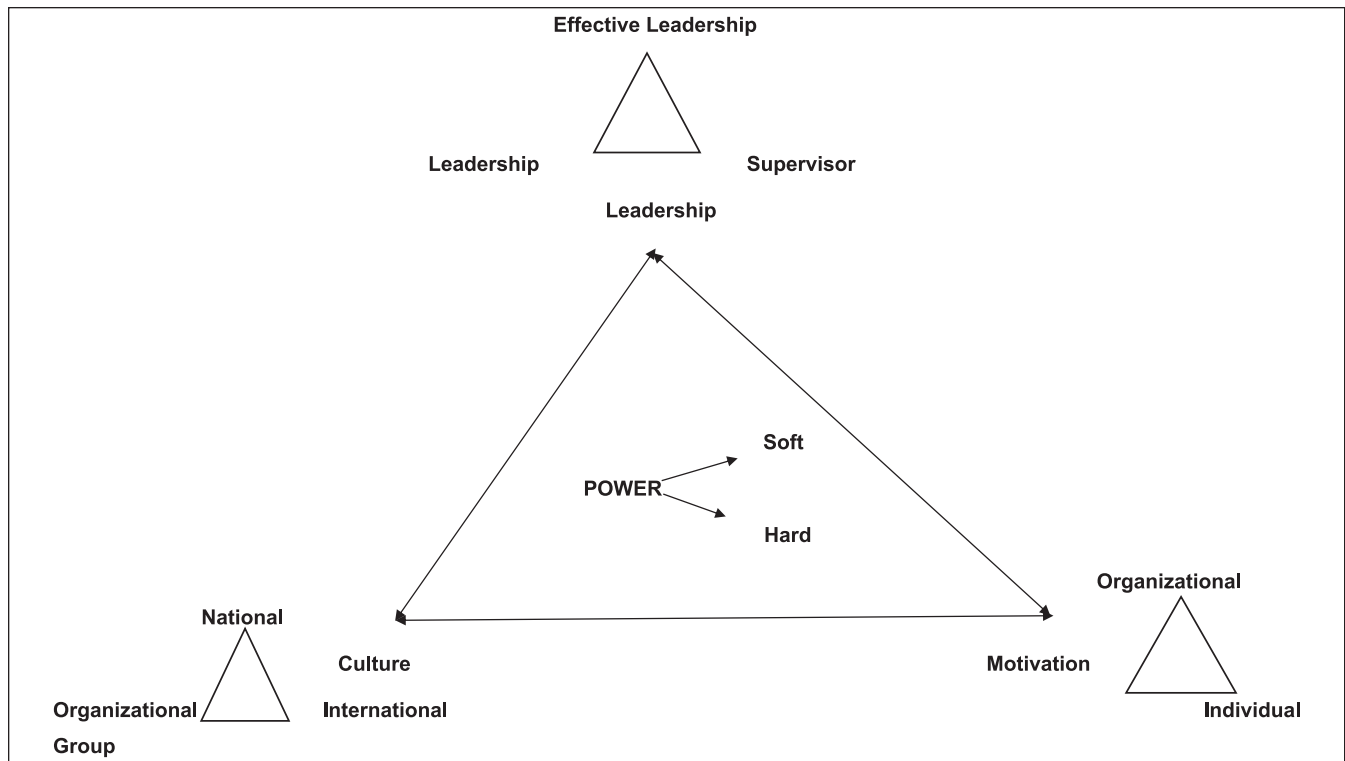 Effective Leadership
Leadership
Supervisor
Leadership
Soft
POWER
Hard
National
Culture
Organizational
International
Group
Organizational
Motivation
Individual